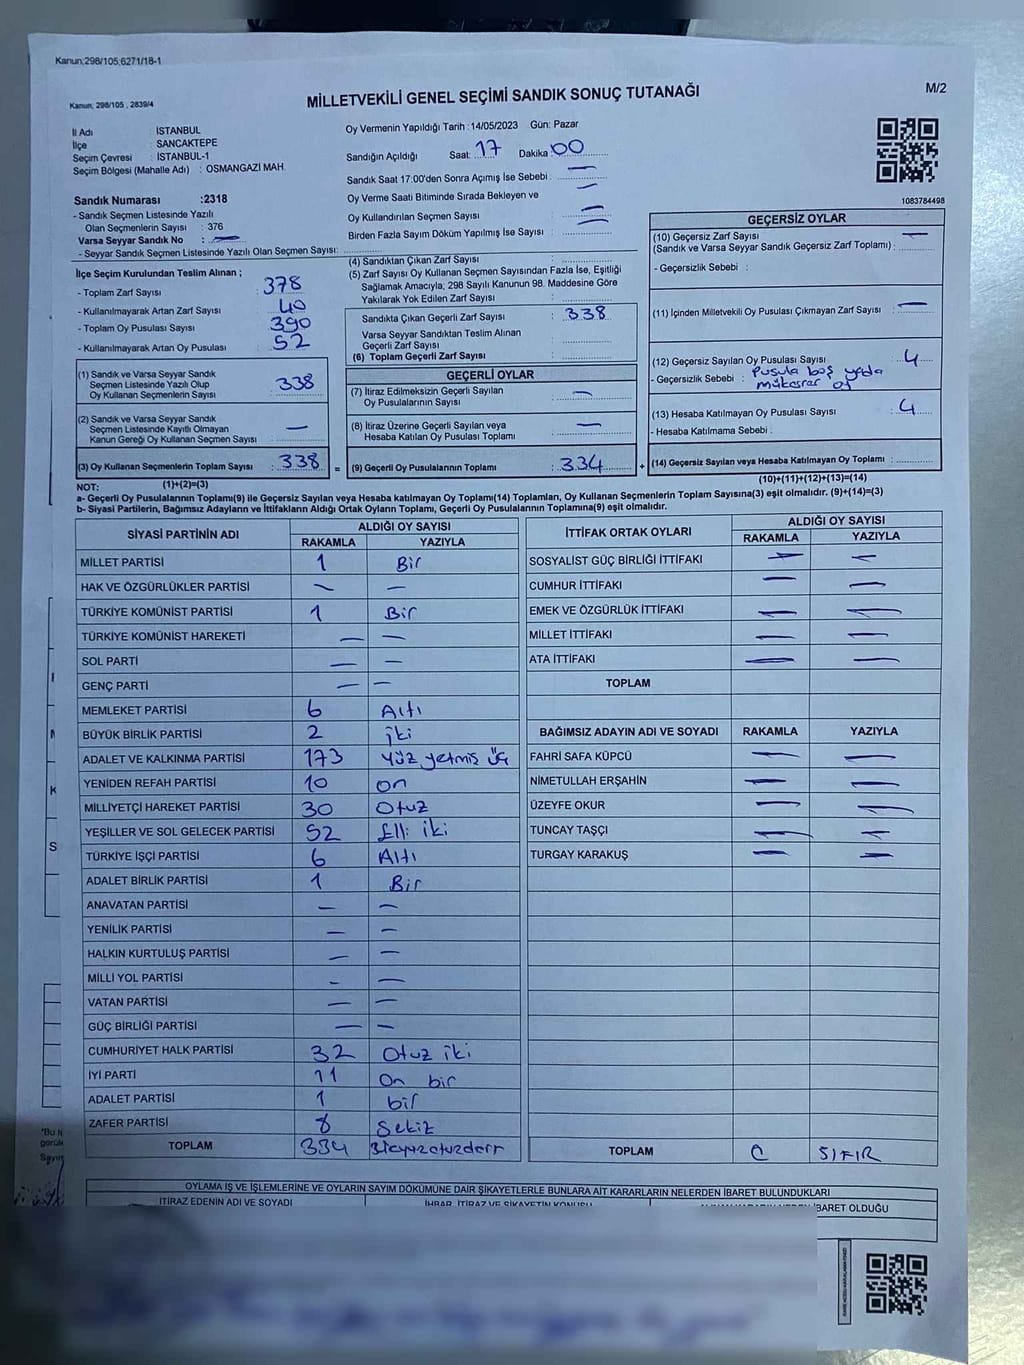 Kanun;298/105;6271/18-1
Kanun; 298/105 , 2839/4
MİLLETVEKİLİ GENEL SEÇİMİ SANDIK SONUÇ TUTANAĞI
M/2
İl Adı : İSTANBUL
İlçe : SANCAKTEPE
Seçim Çevresi : İSTANBUL-1
Seçim Bölgesi (Mahalle Adı) : OSMANGAZİ MAH.
Oy Vermenin Yapıldığı Tarih :14/05/2023 Gün: Pazar
Sandığın Açıldığı Saat: 17 Dakika: 00
Sandık Saat 17.00'den Sonra Açımış İse Sebebi : —
Oy Verme Saati Bitiminde Sırada Bekleyen ve —
Oy Kullandırılan Seçmen Sayısı : —
Birden Fazla Sayım Döküm Yapılmış İse Sayısı : —
1083784498
Sandık Numarası :2318
- Sandık Seçmen Listesinde Yazılı
Olan Seçmenlerin Sayısı : 376
Varsa Seyyar Sandık No : —
- Seyyar Sandık Seçmen Listesinde Yazılı Olan Seçmen Sayısı:
İlçe Seçim Kurulundan Teslim Alınan ;
- Toplam Zarf Sayısı : 378
- Kullanılmayarak Artan Zarf Sayısı : 40
- Toplam Oy Pusulası Sayısı : 390
- Kullanılmayarak Artan Oy Pusulası : 52
(1) Sandık ve Varsa Seyyar Sandık
Seçmen Listesinde Yazılı Olup
Oy Kullanan Seçmenlerin Sayısı : 338
(2) Sandık ve Varsa Seyyar Sandık
Seçmen Listesinde Kayıtlı Olmayan
Kanun Gereği Oy Kullanan Seçmen Sayısı : —
(3) Oy Kullanan Seçmenlerin Toplam Sayısı : 338 =
(4) Sandıktan Çıkan Zarf Sayısı :
(5) Zarf Sayısı Oy Kullanan Seçmen Sayısından Fazla İse, Eşitliği
Sağlamak Amacıyla; 298 Sayılı Kanunun 98. Maddesine Göre
Yakılarak Yok Edilen Zarf Sayısı :
Sandıkta Çıkan Geçerli Zarf Sayısı : 338
Varsa Seyyar Sandıktan Teslim Alınan
Geçerli Zarf Sayısı :
(6) Toplam Geçerli Zarf Sayısı :
GEÇERLİ OYLAR
(7) İtiraz Edilmeksizin Geçerli Sayılan
Oy Pusulalarının Sayısı : —
(8) İtiraz Üzerine Geçerli Sayılan veya
Hesaba Katılan Oy Pusulası Toplamı : —
(9) Geçerli Oy Pusulalarının Toplamı : 334 +
GEÇERSİZ OYLAR
(10) Geçersiz Zarf Sayısı —
(Sandık ve Varsa Seyyar Sandık Geçersiz Zarf Toplamı) :
- Geçersizlik Sebebi :
(11) İçinden Milletvekili Oy Pusulası Çıkmayan Zarf Sayısı : —
(12) Geçersiz Sayılan Oy Pusulası Sayısı : 4
- Geçersizlik Sebebi : Pusula boş yada
mükerrer oy
(13) Hesaba Katılmayan Oy Pusulası Sayısı : 4
- Hesaba Katılmama Sebebi :
(14) Geçersiz Sayılan veya Hesaba Katılmayan Oy Toplamı :
NOT: (1)+(2)=(3)
(10)+(11)+(12)+(13)=(14)
a- Geçerli Oy Pusulalarının Toplamı(9) ile Geçersiz Sayılan veya Hesaba katılmayan Oy Toplamı(14) Toplamları, Oy Kullanan Seçmenlerin Toplam Sayısına(3) eşit olmalıdır. (9)+(14)=(3)
b- Siyasi Partilerin, Bağımsız Adayların ve İttifakların Aldığı Ortak Oyların Toplamı, Geçerli Oy Pusulalarının Toplamına(9) eşit olmalıdır.
SİYASİ PARTİNİN ADI ALDIĞI OY SAYISI
RAKAMLA YAZIYLA
MİLLET PARTİSİ 1 Bir
HAK VE ÖZGÜRLÜKLER PARTİSİ — —
TÜRKİYE KOMÜNİST PARTİSİ 1 Bir
TÜRKİYE KOMÜNİST HAREKETİ — —
SOL PARTİ — —
GENÇ PARTİ — —
MEMLEKET PARTİSİ 6 Altı
BÜYÜK BİRLİK PARTİSİ 2 iki
ADALET VE KALKINMA PARTİSİ 173 yüz yetmiş üç
YENİDEN REFAH PARTİSİ 10 on
MİLLİYETÇİ HAREKET PARTİSİ 30 Otuz
YEŞİLLER VE SOL GELECEK PARTİSİ 52 Elli iki
TÜRKİYE İŞÇİ PARTİSİ 6 Altı
ADALET BİRLİK PARTİSİ 1 Bir
ANAVATAN PARTİSİ — —
YENİLİK PARTİSİ — —
HALKIN KURTULUŞ PARTİSİ — —
MİLLİ YOL PARTİSİ — —
VATAN PARTİSİ — —
GÜÇ BİRLİĞİ PARTİSİ — —
CUMHURİYET HALK PARTİSİ 32 Otuz iki
İYİ PARTİ 11 On bir
ADALET PARTİSİ 1 bir
ZAFER PARTİSİ 8 Sekiz
TOPLAM 334
İTTİFAK ORTAK OYLARI ALDIĞI OY SAYISI
RAKAMLA YAZIYLA
SOSYALİST GÜÇ BİRLİĞİ İTTİFAKI — —
CUMHUR İTTİFAKI — —
EMEK VE ÖZGÜRLÜK İTTİFAKI — —
MİLLET İTTİFAKI — —
ATA İTTİFAKI — —
TOPLAM
BAĞIMSIZ ADAYIN ADI VE SOYADI RAKAMLA YAZIYLA
FAHRİ SAFA KÜPCÜ — —
NİMETULLAH ERŞAHİN — —
ÜZEYFE OKUR — —
TUNCAY TAŞÇI — —
TURGAY KARAKUŞ — —
TOPLAM 0 SIFIR
OYLAMA İŞ VE İŞLEMLERİNE VE OYLARIN SAYIM DÖKÜMÜNE DAİR ŞİKAYETLERLE BUNLARA AİT KARARLARIN NELERDEN İBARET BULUNDUKLARI
İTİRAZ EDENİN ADI VE SOYADI İHBAR, İTİRAZ VE ŞİKAYETİN KONUSU İBARET OLDUĞU